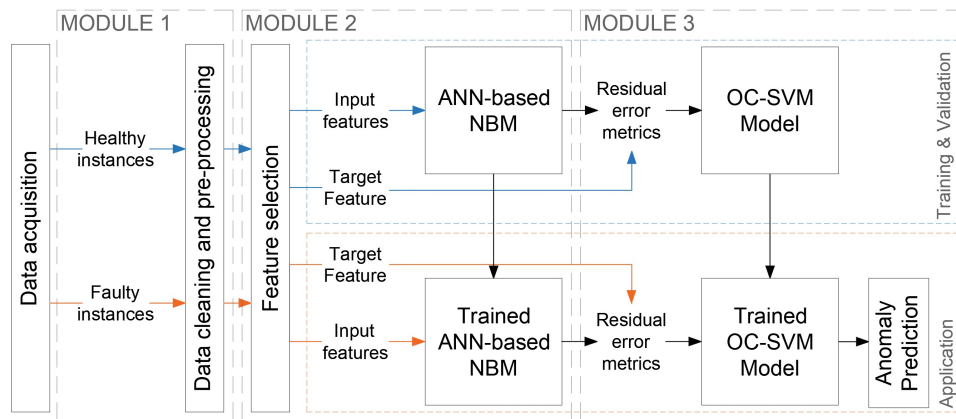 MODULE 1
MODULE 2
MODULE 3
Data acquisition
Healthy
instances
Faulty
instances
Data cleaning and pre-processing
Feature selection
Input
features
Target
Feature
ANN-based
NBM
Residual
error
metrics
OC-SVM
Model
Training & Validation
Target
Feature
Input
features
Trained
ANN-based
NBM
Residual
error
metrics
Trained
OC-SVM
Model
Anomaly
Prediction
Application